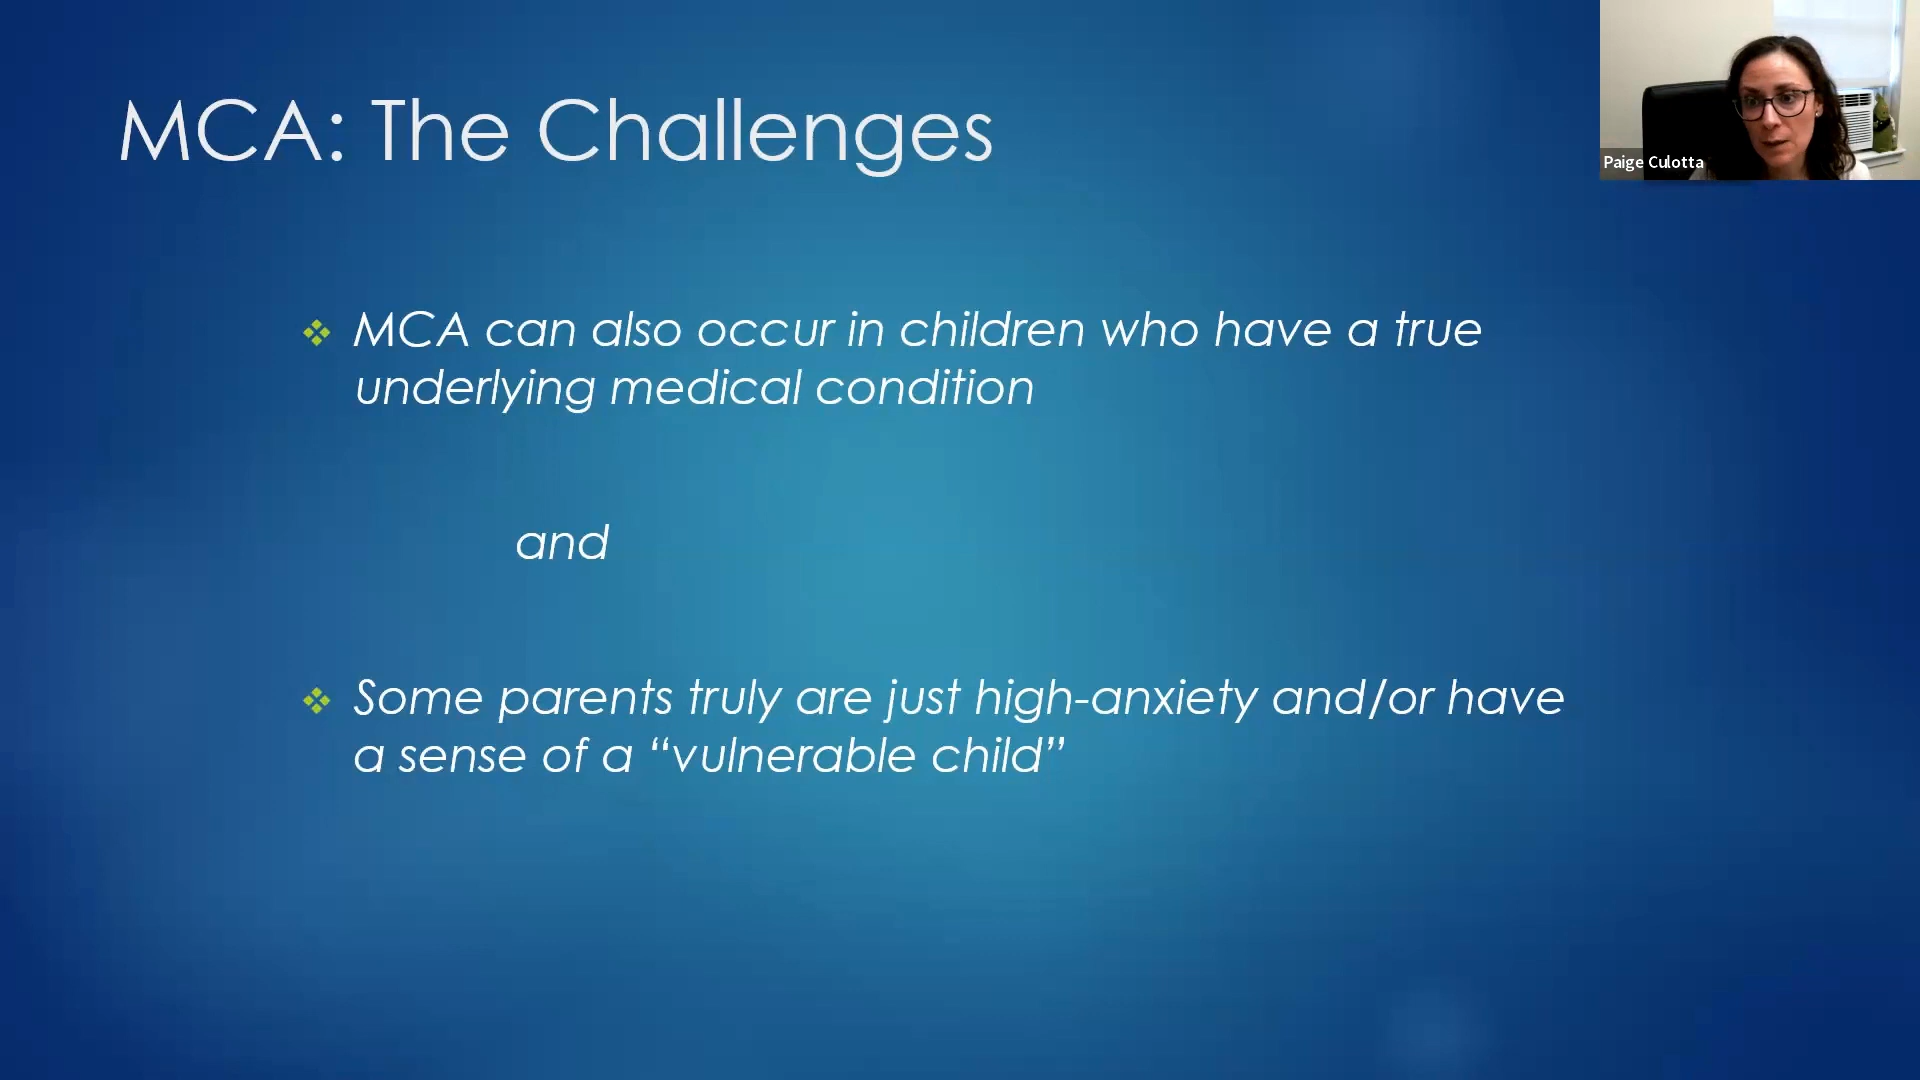 MCA: The Challenges
Paige Culotta
MCA can also occur in children who have a true
underlying medical condition
and
Some parents truly are just high-anxiety and/or have
a sense of a “vulnerable child”